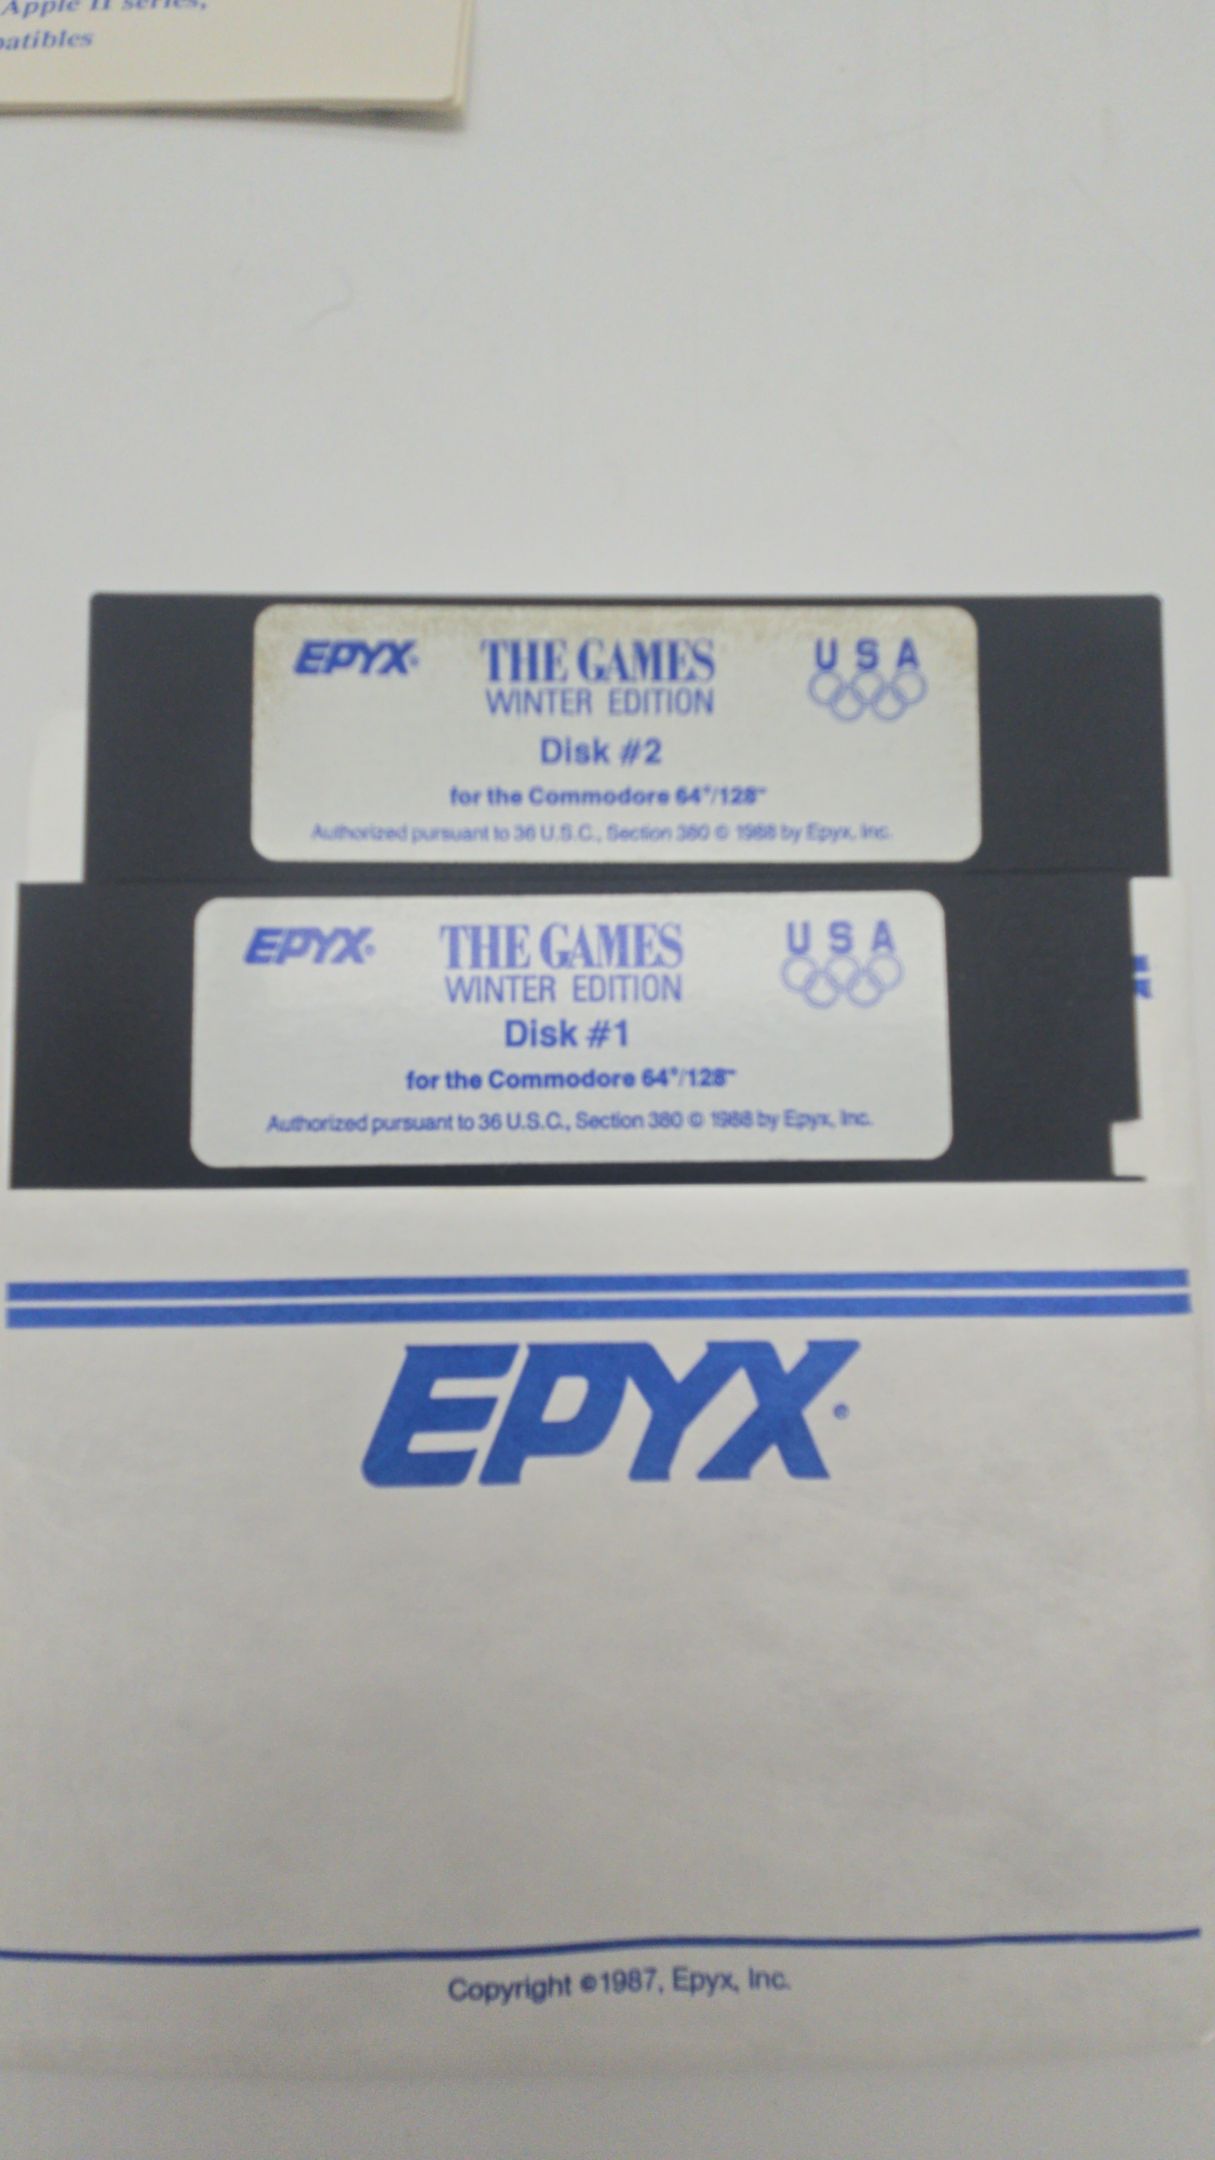 Apple II series,
patibles
EPYX®
THE GAMES
WINTER EDITION
USA
Disk #2
for the Commodore 64®/128™
Authorized pursuant to 36 U.S.C., Section 380 © 1988 by Epyx, Inc.
EPYX®
THE GAMES
WINTER EDITION
USA
Disk #1
for the Commodore 64®/128™
Authorized pursuant to 36 U.S.C., Section 380 © 1988 by Epyx, Inc.
EPYX®
Copyright ©1987, Epyx, Inc.